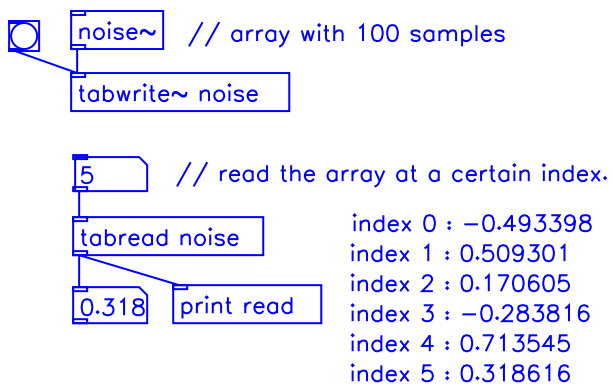 noise~ // array with 100 samples
tabwrite~ noise
5 // read the array at a certain index.
tabread noise
index 0 : -0.493398
index 1 : 0.509301
index 2 : 0.170605
0.318 print read
index 3 : -0.283816
index 4 : 0.713545
index 5 : 0.318616